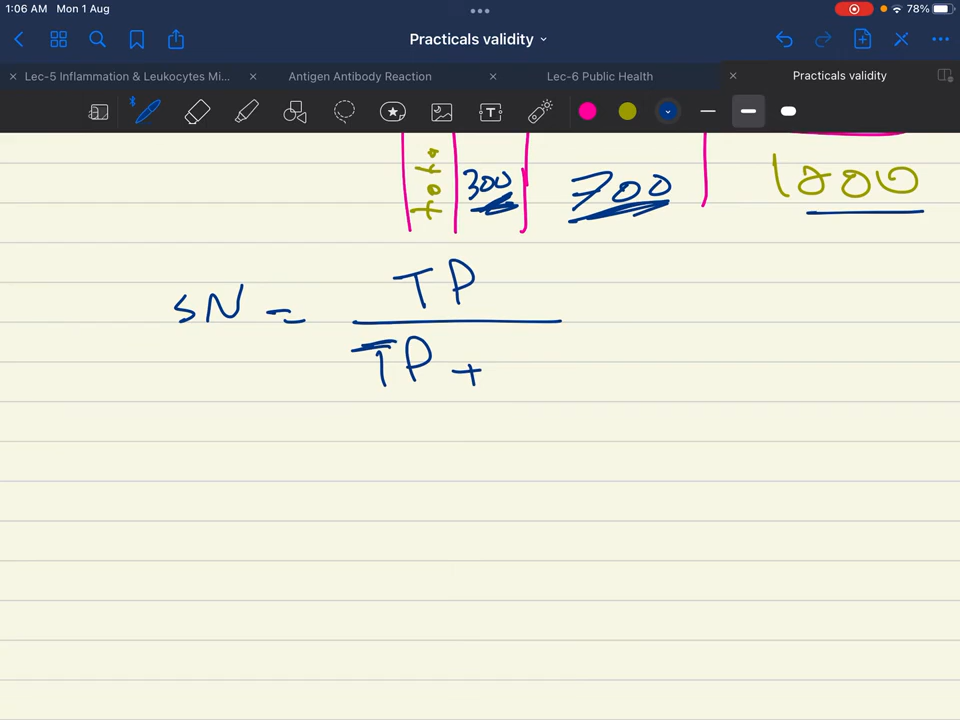 1:06 AM Mon 1 Aug 78%
Practicals validity
Lec-5 Inflammation & Leukocytes Mi... Antigen Antibody Reaction Lec-6 Public Health Practicals validity
300 700 1000
SN = TP
TP +